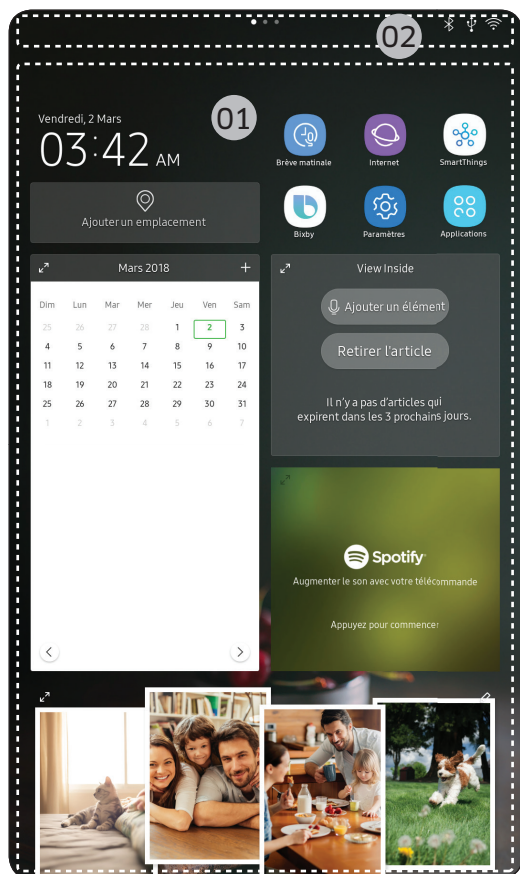 02
01
Vendredi, 2 Mars
03:42 AM
Brève matinale
Internet
SmartThings
Ajouter un emplacement
Bixby
Paramètres
Applications
Mars 2018
Dim Lun Mar Mer Jeu Ven Sam
25 26 27 28 1 2 3
4 5 6 7 8 9 10
11 12 13 14 15 16 17
18 19 20 21 22 23 24
25 26 27 28 29 30 31
1 2 3 4 5 6 7
View Inside
Ajouter un élément
Retirer l'article
Il n'y a pas d'articles qui
expirent dans les 3 prochains jours.
Spotify
Augmenter le son avec votre télécommande
Appuyez pour commencer